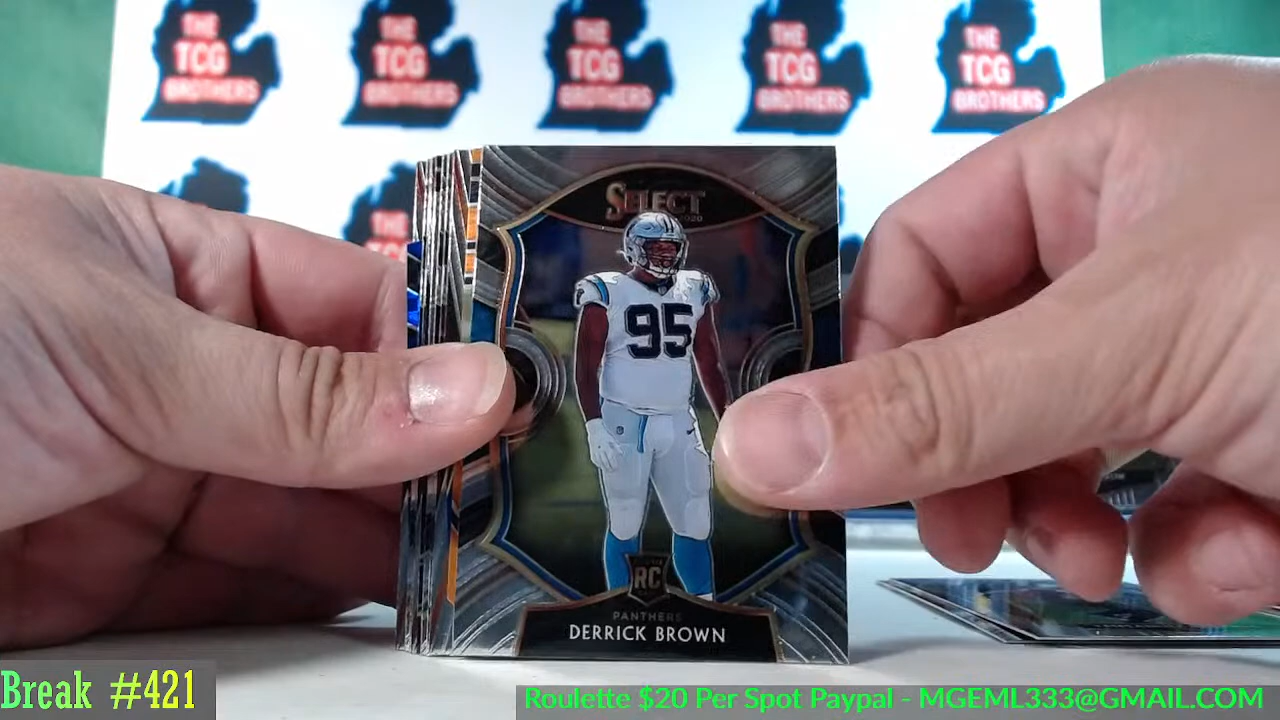 THE
TCG
BROTHERS
THE
TCG
BROTHERS
THE
TCG
BROTHERS
THE
TCG
BROTHERS
THE
TCG
BROTHERS
THE
TCG
BROTHERS
SELECT
2020
95
RC
PANTHERS
DERRICK BROWN
Break #421
Roulette $20 Per Spot Paypal - MGEML333@GMAIL.COM